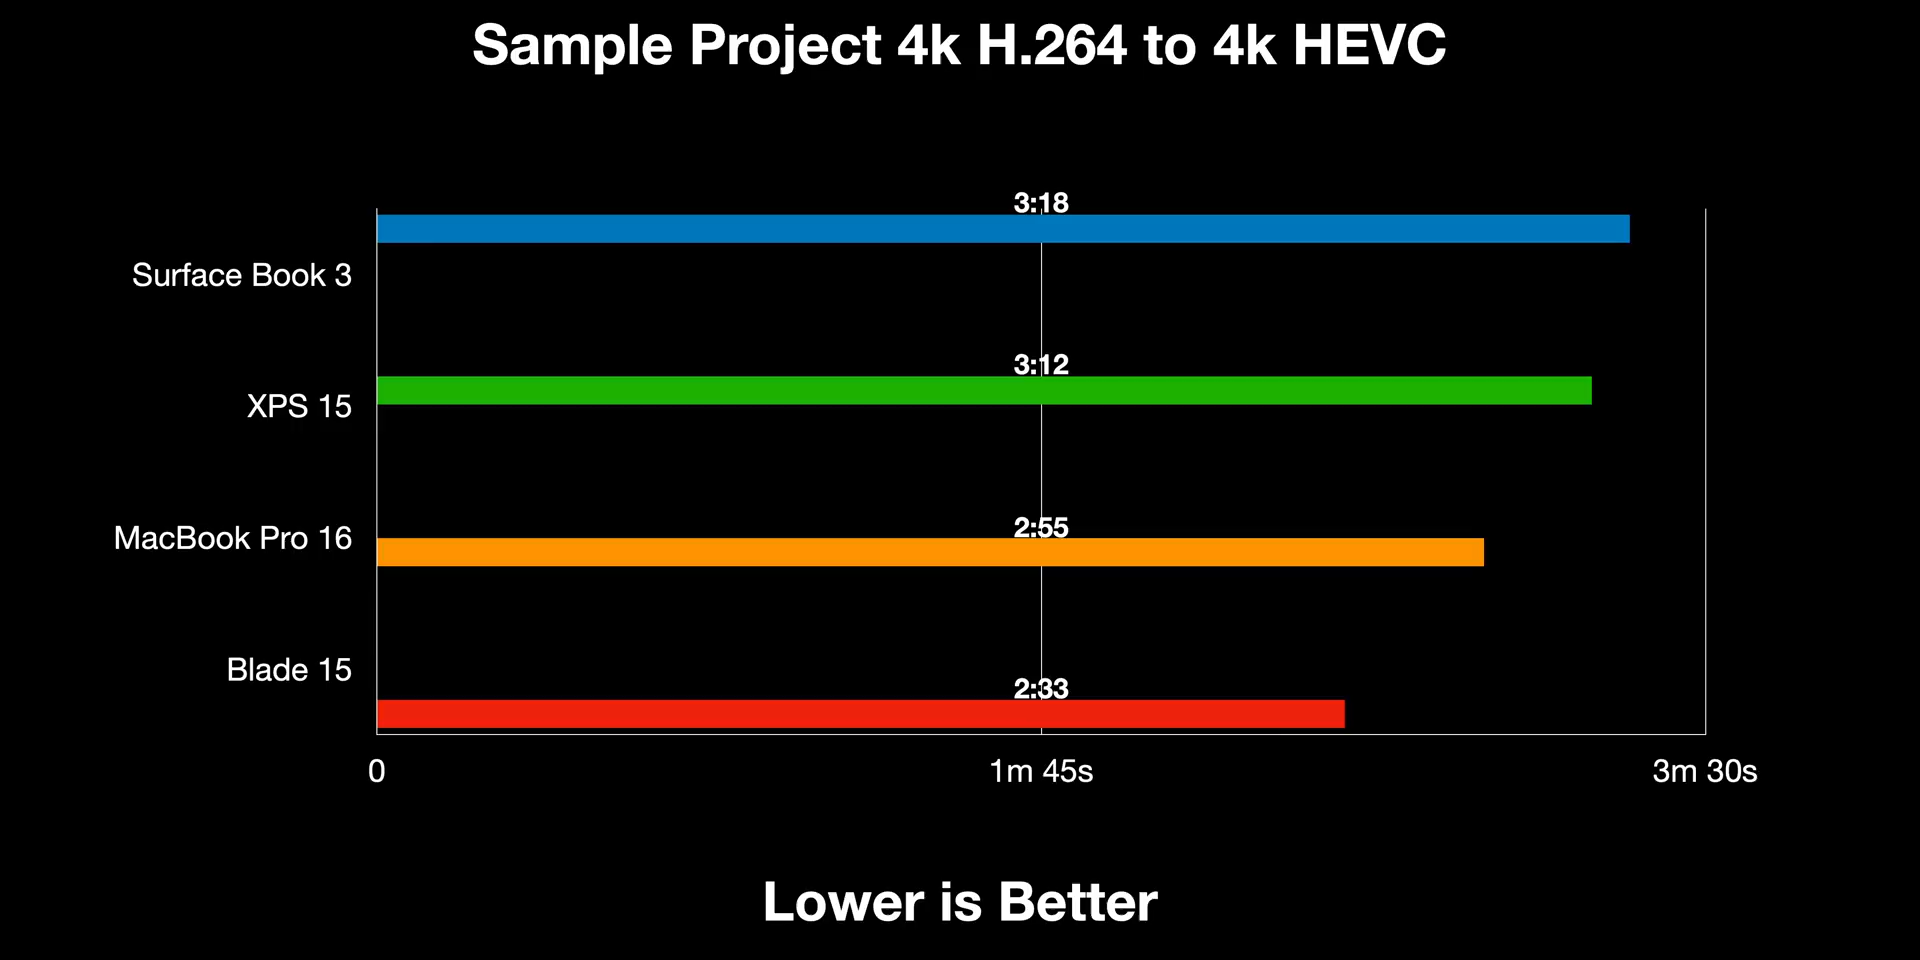 Sample Project 4k H.264 to 4k HEVC
3:18
Surface Book 3
3:12
XPS 15
2:55
MacBook Pro 16
Blade 15
2:33
0
1m 45s
3m 30s
Lower is Better